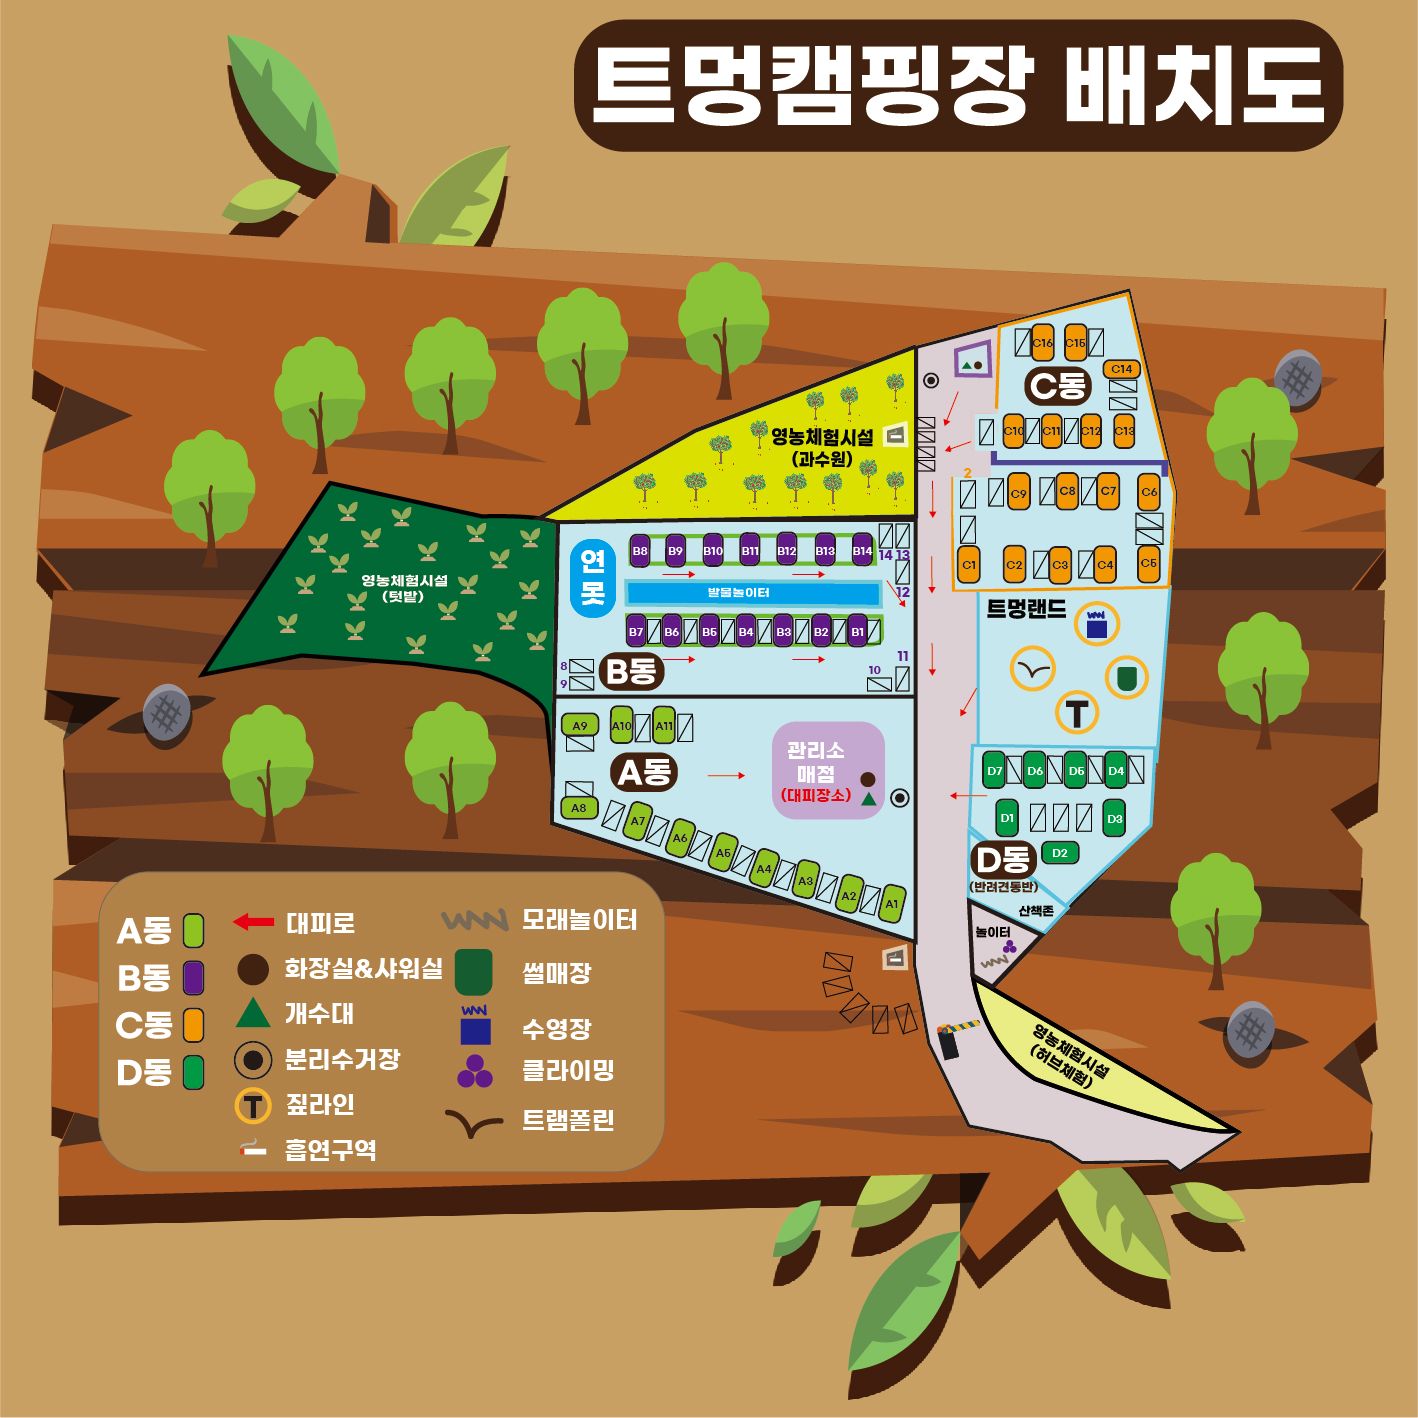 트멍캠핑장 배치도
C16
C15
C14
C동
C10
C11
C12
C13
영농체험시설
(과수원)
2
C9
C8
C7
C6
C1
C2
C3
C4
C5
영농체험시설
(텃밭)
연
못
B8
B9
B10
B11
B12
B13
B14
14
13
12
발물놀이터
B7
B6
B5
B4
B3
B2
B1
8
9
B동
10
11
트멍랜드
T
A9
A10
A11
A동
관리소
매점
(대피장소)
A8
A7
A6
A5
A4
A3
A2
A1
D7
D6
D5
D4
D1
D3
D2
D동
(반려견동반)
산책존
놀이터
영농체험시설
(허브체험)
A동
B동
C동
D동
대피로
화장실&샤워실
개수대
분리수거장
T
짚라인
흡연구역
모래놀이터
썰매장
수영장
클라이밍
트램폴린